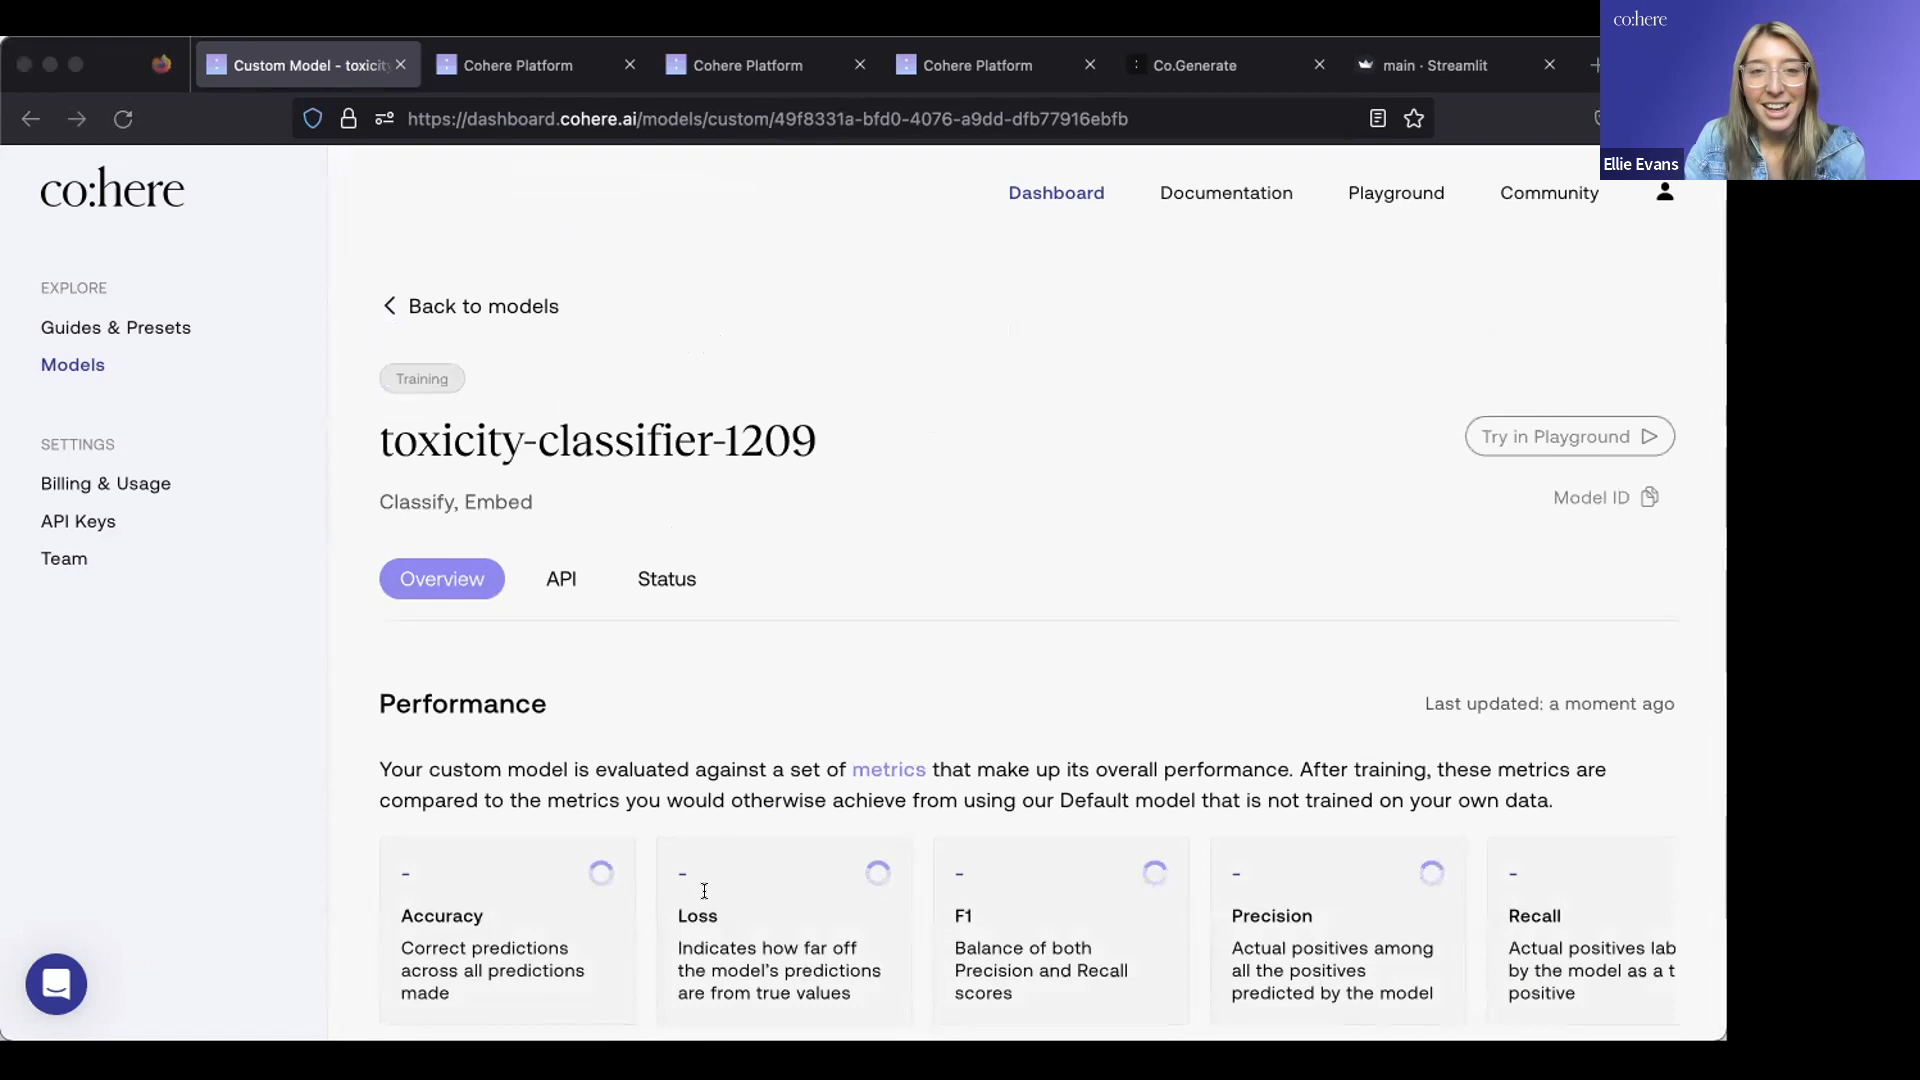 co:here
Ellie Evans
Custom Model - toxicit
Cohere Platform
Cohere Platform
Cohere Platform
Co.Generate
main · Streamlit
https://dashboard.cohere.ai/models/custom/49f8331a-bfd0-4076-a9dd-dfb77916ebfb
co:here
Dashboard
Documentation
Playground
Community
EXPLORE
Guides & Presets
Models
SETTINGS
Billing & Usage
API Keys
Team
Back to models
Training
toxicity-classifier-1209
Try in Playground
Classify, Embed
Model ID
Overview
API
Status
Performance
Last updated: a moment ago
Your custom model is evaluated against a set of metrics that make up its overall performance. After training, these metrics are
compared to the metrics you would otherwise achieve from using our Default model that is not trained on your own data.
-
Accuracy
Correct predictions
across all predictions
made
-
Loss
Indicates how far off
the model's predictions
are from true values
-
F1
Balance of both
Precision and Recall
scores
-
Precision
Actual positives among
all the positives
predicted by the model
-
Recall
Actual positives lab
by the model as a t
positive